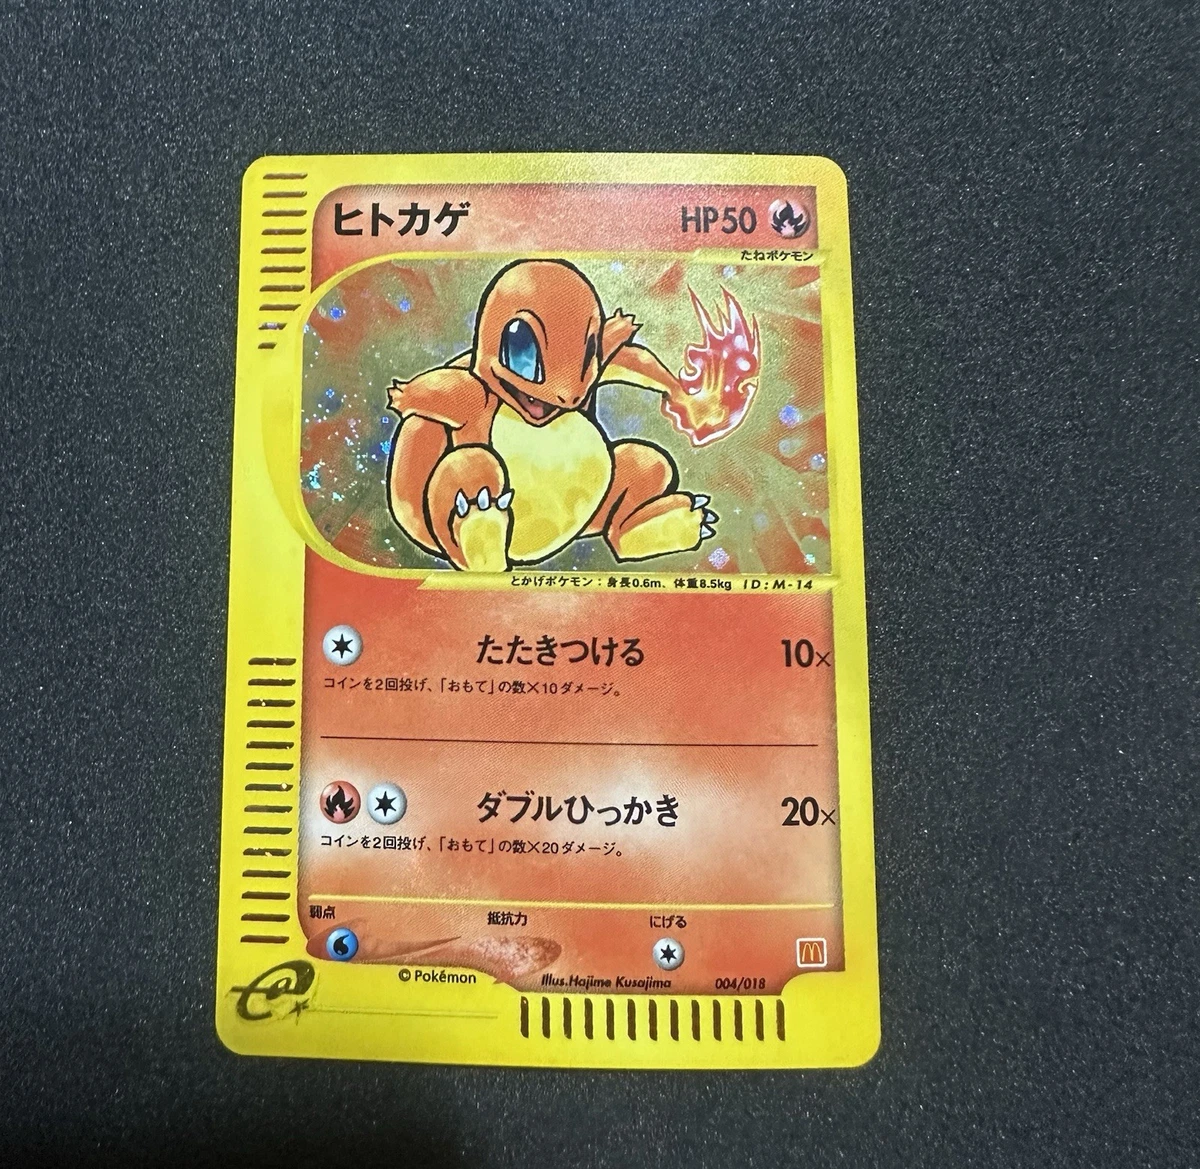 ヒトカゲ HP50
たねポケモン
とかげポケモン：身長0.6m、体重8.5kg ID:M-14
たたきつける 10×
コインを2回投げ、「おもて」の数×10ダメージ。
ダブルひっかき 20×
コインを2回投げ、「おもて」の数×20ダメージ。
弱点 抵抗力 にげる
©Pokémon Illus.Hajime Kusajima 004/018
e